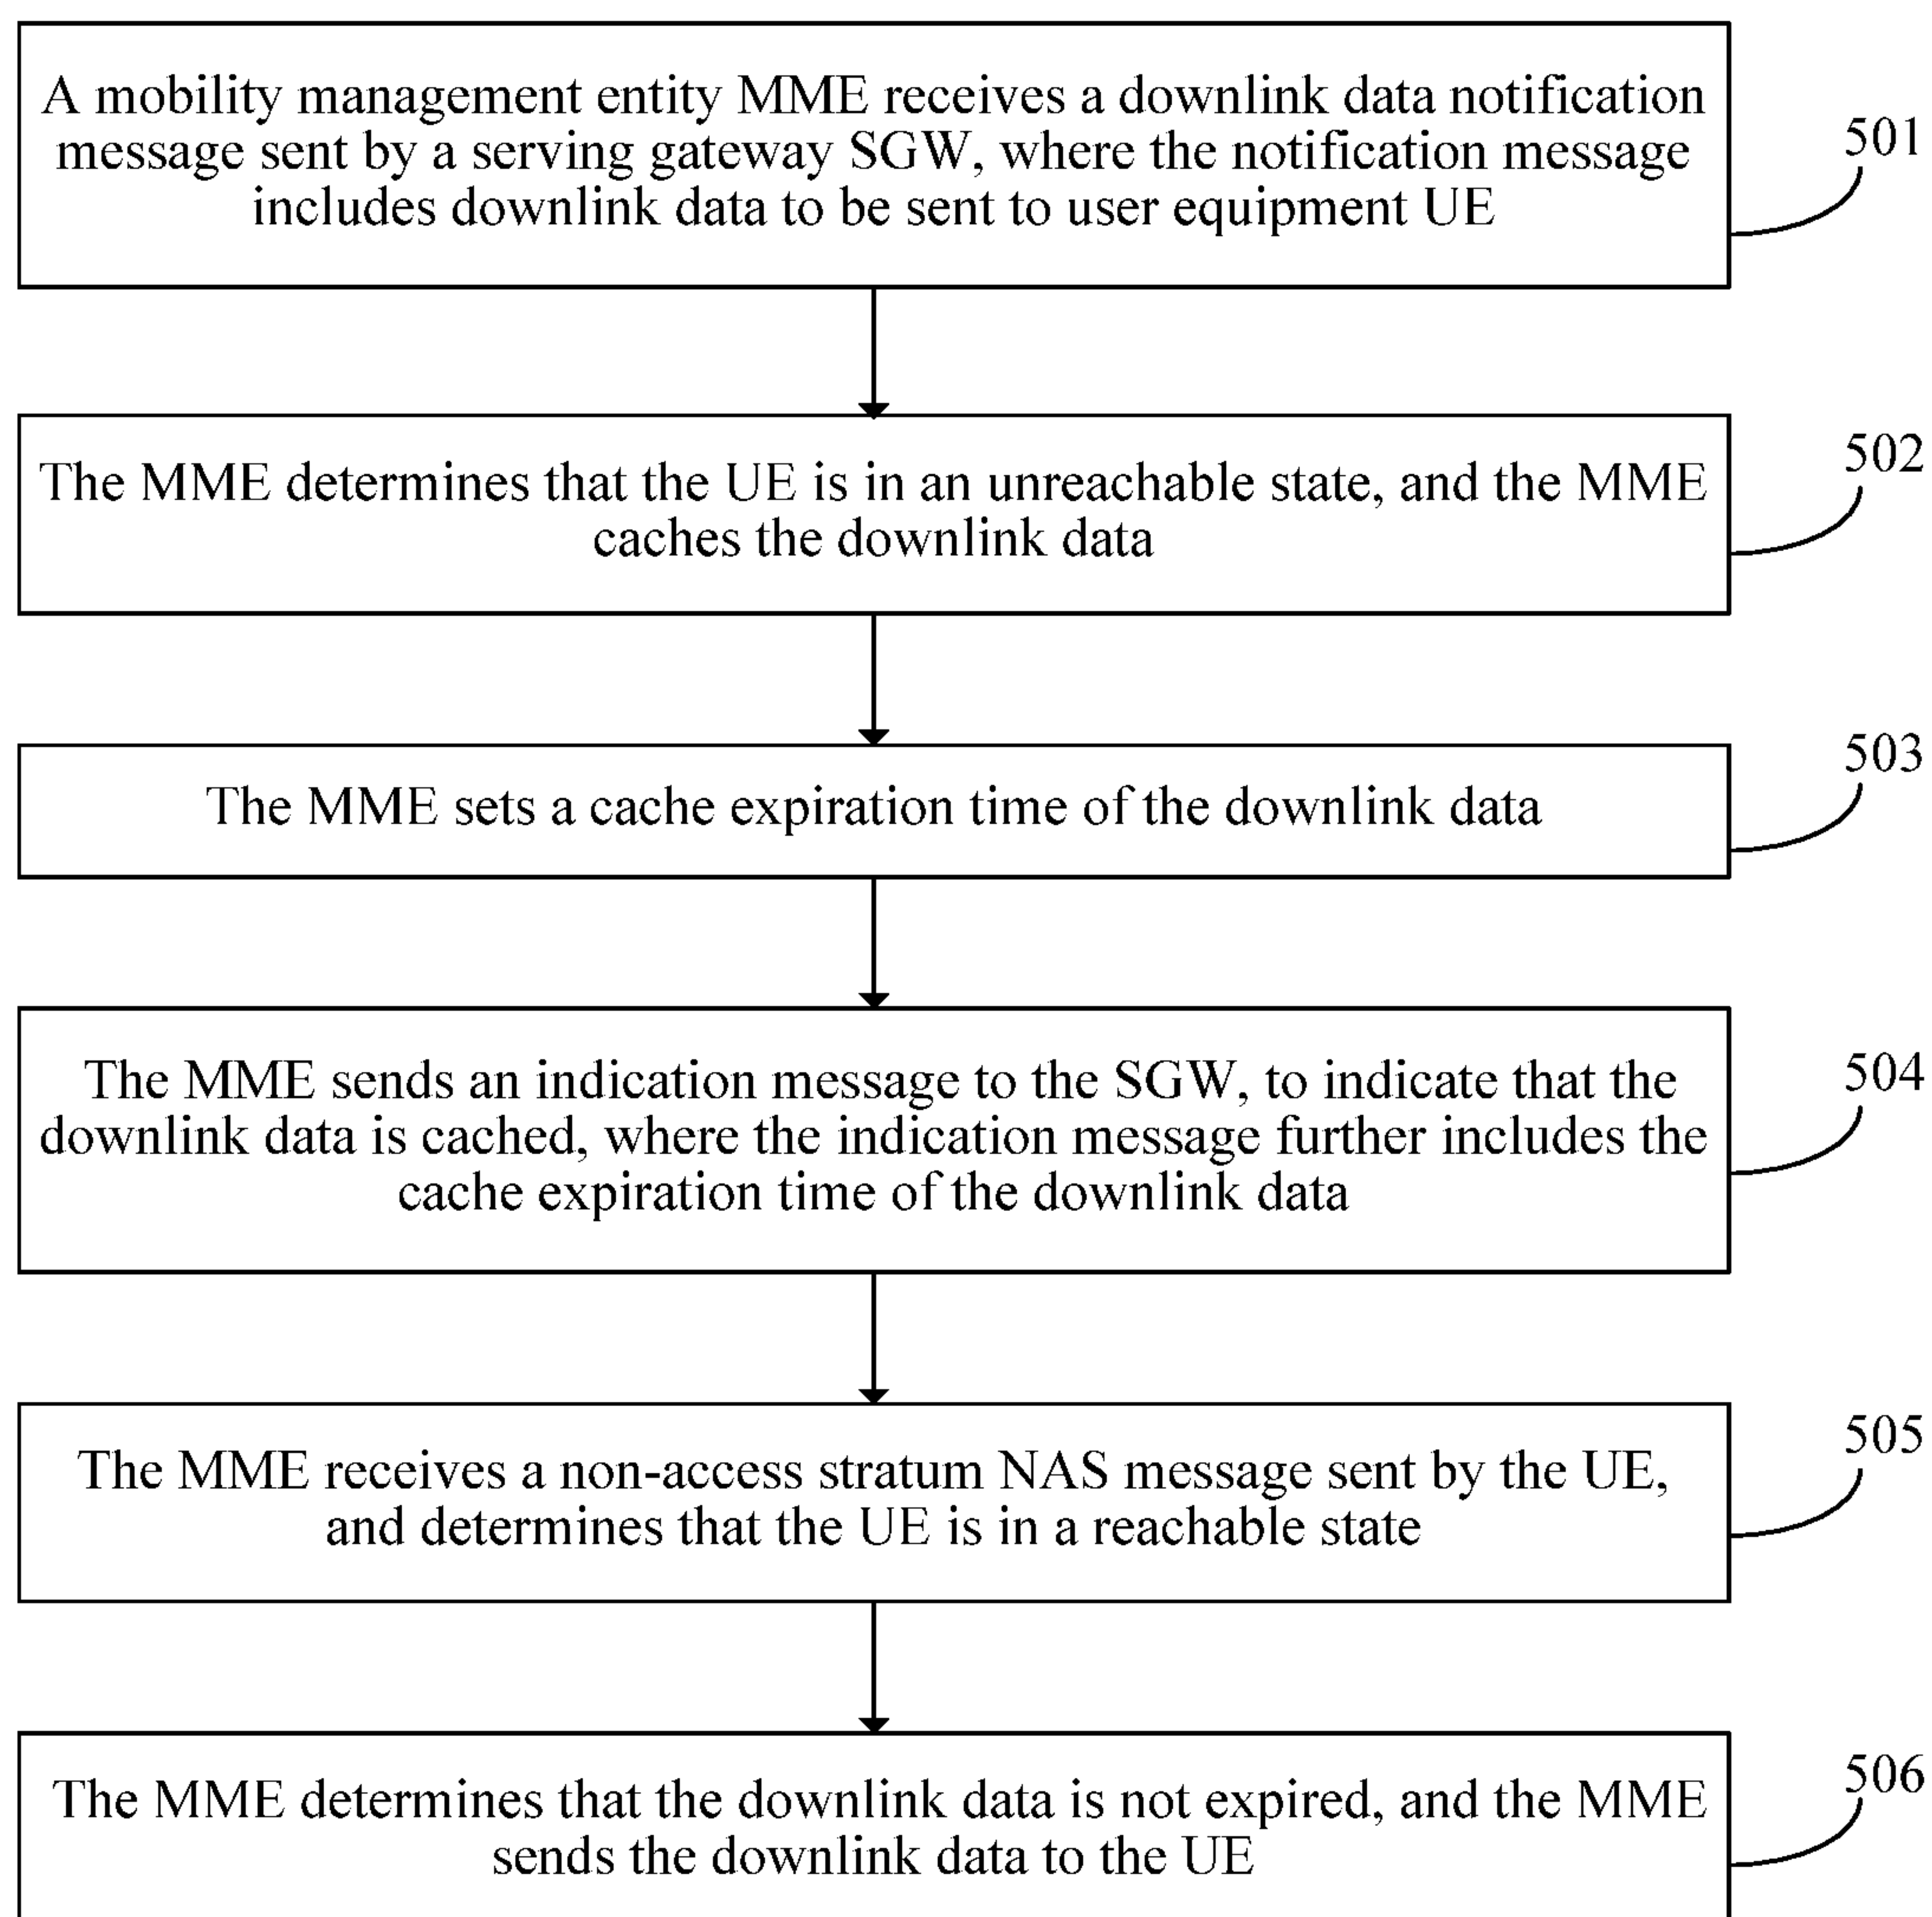 A mobility management entity MME receives a downlink data notification
message sent by a serving gateway SGW, where the notification message
includes downlink data to be sent to user equipment UE
501
The MME determines that the UE is in an unreachable state, and the MME
caches the downlink data
502
The MME sets a cache expiration time of the downlink data
503
The MME sends an indication message to the SGW, to indicate that the
downlink data is cached, where the indication message further includes the
cache expiration time of the downlink data
504
The MME receives a non-access stratum NAS message sent by the UE,
and determines that the UE is in a reachable state
505
The MME determines that the downlink data is not expired, and the MME
sends the downlink data to the UE
506